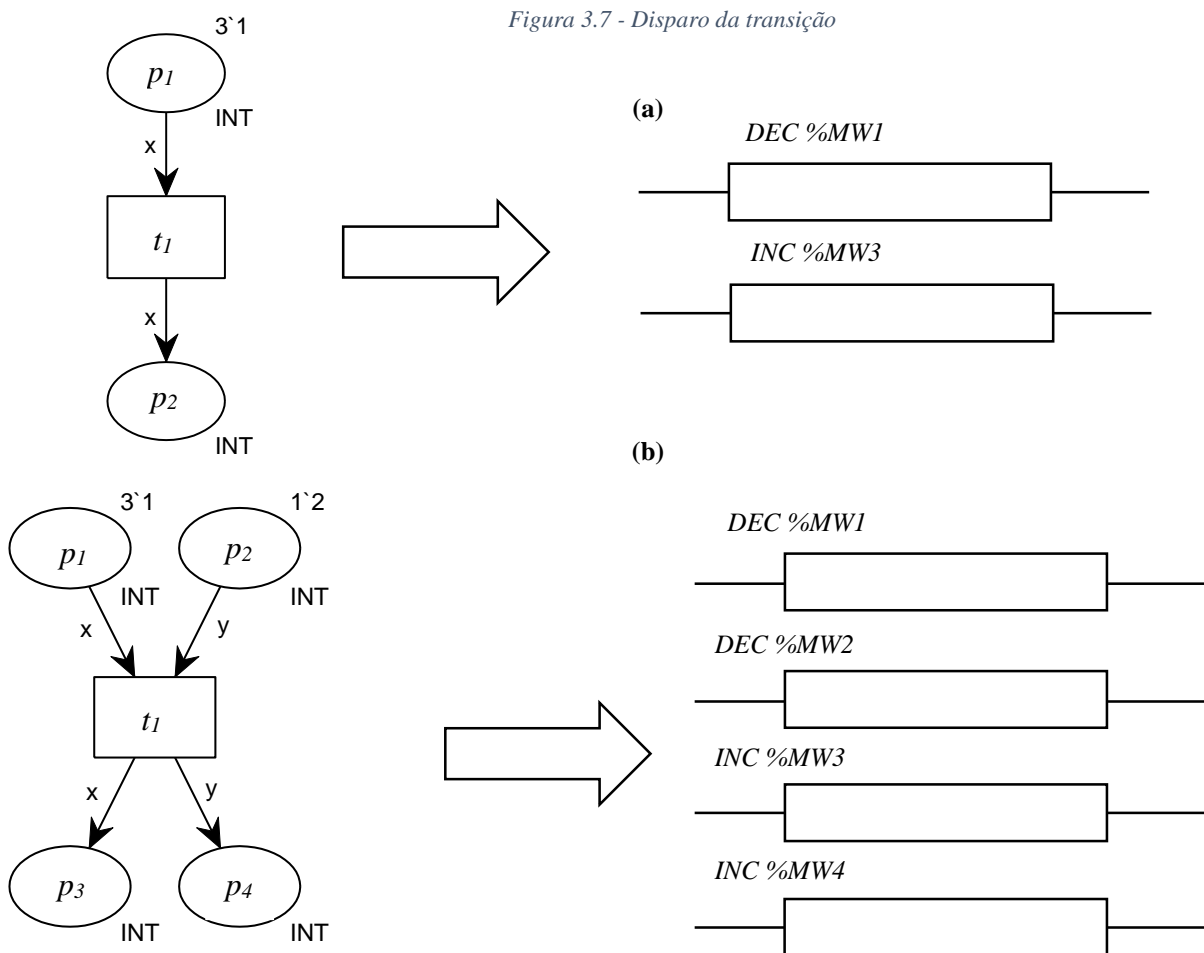 Figura 3.7 - Disparo da transição
3`1
p1
INT
x
t1
x
p2
INT
(a)
DEC %MW1
INC %MW3
(b)
3`1
1`2
p1
p2
INT
INT
x
y
t1
x
y
p3
p4
INT
INT
DEC %MW1
DEC %MW2
INC %MW3
INC %MW4